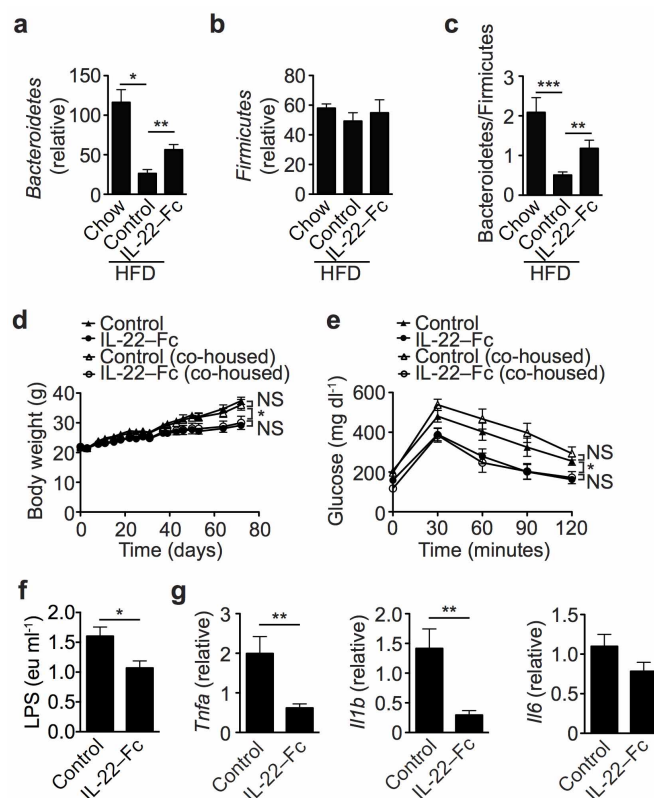 a
b
c
Bacteroidetes
(relative)
150
100
50
0
*
**
Chow
Control
IL-22–Fc
HFD
Firmicutes
(relative)
80
60
40
20
0
Chow
Control
IL-22–Fc
HFD
Bacteroidetes/Firmicutes
3
2
1
0
***
**
Chow
Control
IL-22–Fc
HFD
d
Control
IL-22–Fc
Control (co-housed)
IL-22–Fc (co-housed)
Body weight (g)
40
30
20
10
0
NS
*
NS
0 20 40 60 80
Time (days)
e
Control
IL-22–Fc
Control (co-housed)
IL-22–Fc (co-housed)
Glucose (mg dl-1)
600
400
200
0
NS
*
NS
0 30 60 90 120
Time (minutes)
f
LPS (eu ml-1)
2.0
1.5
1.0
0.5
0
*
Control
IL-22–Fc
g
Tnfa (relative)
3
2
1
0
**
Control
IL-22–Fc
Il1b (relative)
2.0
1.5
1.0
0.5
0
**
Control
IL-22–Fc
Il6 (relative)
1.5
1.0
0.5
0
Control
IL-22–Fc